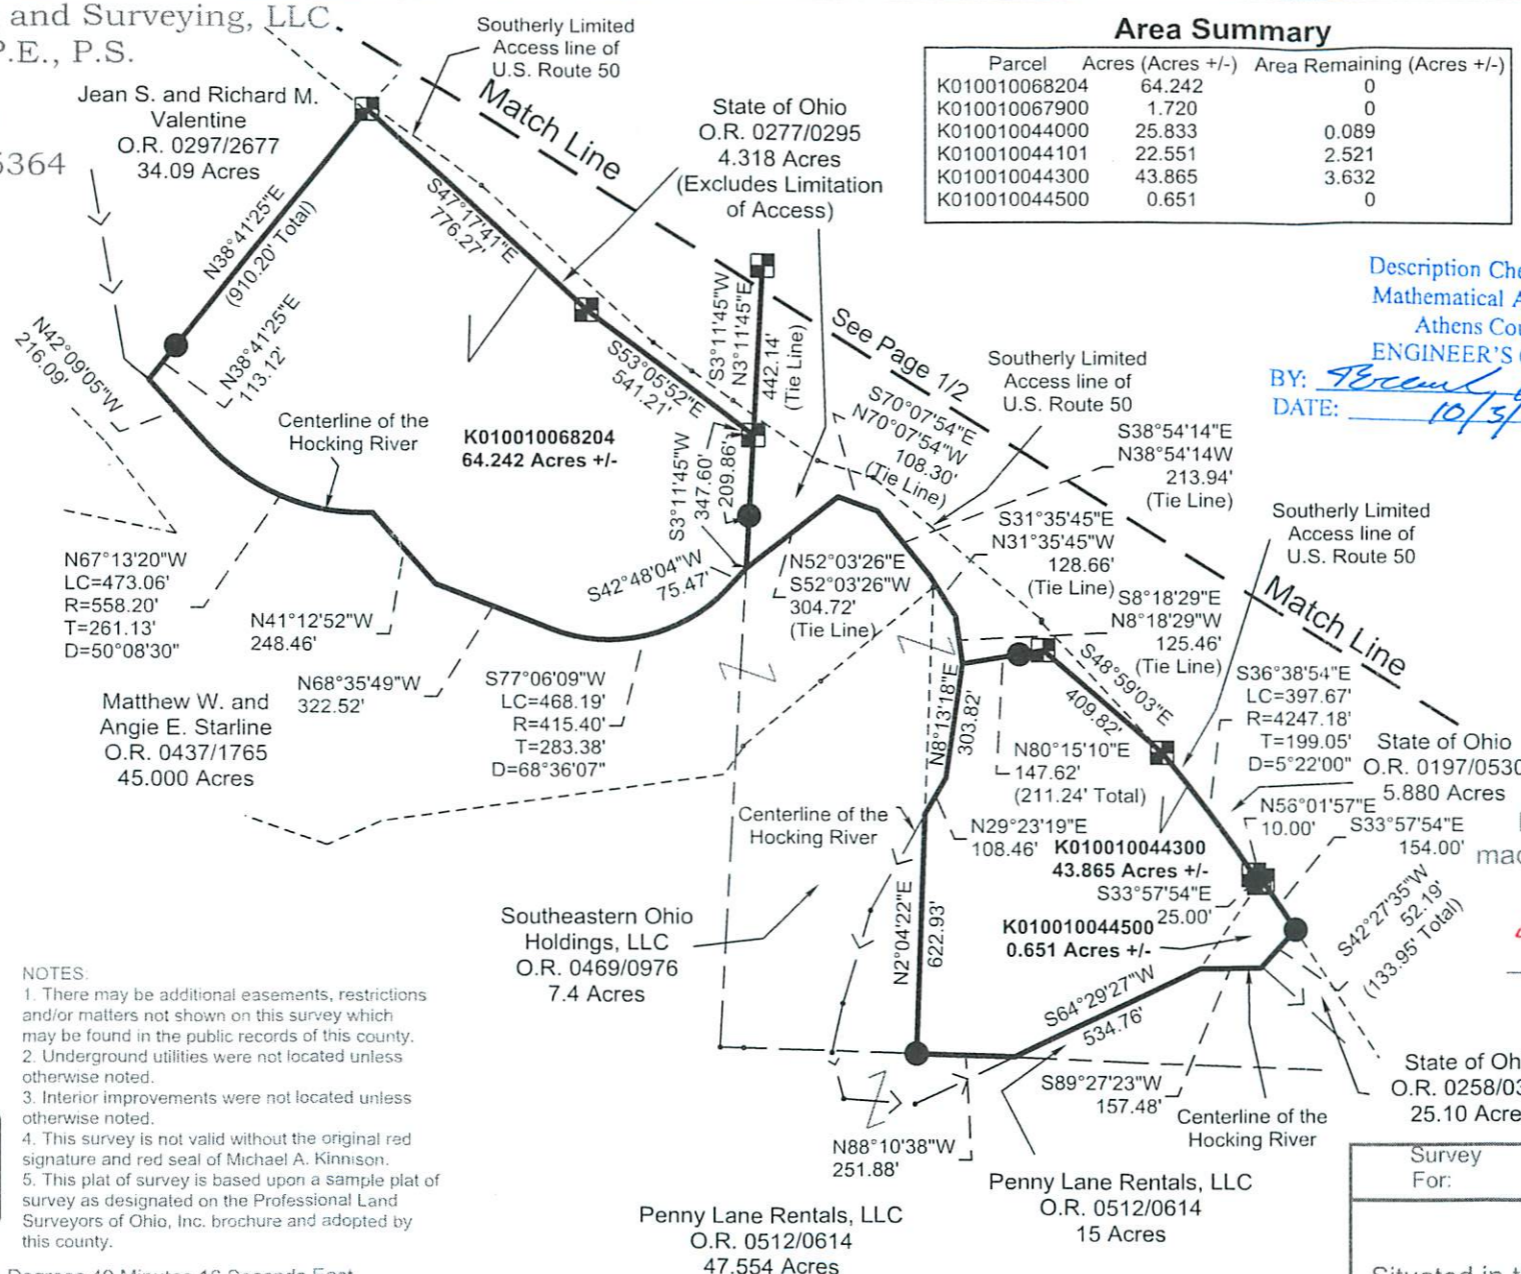 and Surveying, LLC.
P.E., P.S.
5364
Jean S. and Richard M.
Valentine
O.R. 0297/2677
34.09 Acres
Southerly Limited
Access line of
U.S. Route 50
Match Line
State of Ohio
O.R. 0277/0295
4.318 Acres
(Excludes Limitation
of Access)
Area Summary
Parcel Acres (Acres +/-) Area Remaining (Acres +/-)
K010010068204 64.242 0
K010010067900 1.720 0
K010010044000 25.833 0.089
K010010044101 22.551 2.521
K010010044300 43.865 3.632
K010010044500 0.651 0
Description Che
Mathematical A
Athens Cou
ENGINEER'S
BY:
DATE: 10/3/
N38°41'25"E
(910.20' Total)
S47°17'41"E
776.27'
N38°41'25"E
113.12'
N42°09'05"W
216.09'
S53°05'52"E
541.21'
S3°11'45"W
N3°11'45"E
442.14'
(Tie Line)
See Page 1/2
S70°07'54"E
N70°07'54"W
108.30'
(Tie Line)
Southerly Limited
Access line of
U.S. Route 50
S38°54'14"E
N38°54'14W
213.94'
(Tie Line)
Centerline of the
Hocking River
K010010068204
64.242 Acres +/-
S3°11'45"W
347.60'
209.86'
S31°35'45"E
N31°35'45"W
128.66'
(Tie Line)
Southerly Limited
Access line of
U.S. Route 50
Match Line
N67°13'20"W
LC=473.06'
R=558.20'
T=261.13'
D=50°08'30"
N41°12'52"W
248.46'
S42°48'04"W
75.47'
N52°03'26"E
S52°03'26"W
304.72'
(Tie Line)
S8°18'29"E
N8°18'29"W
125.46'
(Tie Line)
N68°35'49"W
322.52'
S77°06'09"W
LC=468.19'
R=415.40'
T=283.38'
D=68°36'07"
Matthew W. and
Angie E. Starline
O.R. 0437/1765
45.000 Acres
N8°13'18"E
303.82'
S48°59'03"E
409.82'
S36°38'54"E
LC=397.67'
R=4247.18'
T=199.05'
D=5°22'00"
N80°15'10"E
147.62'
(211.24' Total)
State of Ohio
O.R. 0197/0530
5.880 Acres
N56°01'57"E
10.00'
S33°57'54"E
154.00'
mac
Centerline of the
Hocking River
N29°23'19"E
108.46'
K010010044300
43.865 Acres +/-
S33°57'54"E
25.00'
K010010044500
0.651 Acres +/-
S42°27'35"W
52.19'
(133.95' Total)
Southeastern Ohio
Holdings, LLC
O.R. 0469/0976
7.4 Acres
N2°04'22"E
622.93'
S64°29'27"W
534.76'
S89°27'23"W
157.48'
Centerline of the
Hocking River
State of Oh
O.R. 0258/03
25.10 Acre
N88°10'38"W
251.88'
Penny Lane Rentals, LLC
O.R. 0512/0614
15 Acres
Penny Lane Rentals, LLC
O.R. 0512/0614
47.554 Acres
NOTES:
1. There may be additional easements, restrictions
and/or matters not shown on this survey which
may be found in the public records of this county.
2. Underground utilities were not located unless
otherwise noted.
3. Interior improvements were not located unless
otherwise noted.
4. This survey is not valid without the original red
signature and red seal of Michael A. Kinnison.
5. This plat of survey is based upon a sample plat of
survey as designated on the Professional Land
Surveyors of Ohio, Inc. brochure and adopted by
this county.
Survey
For: